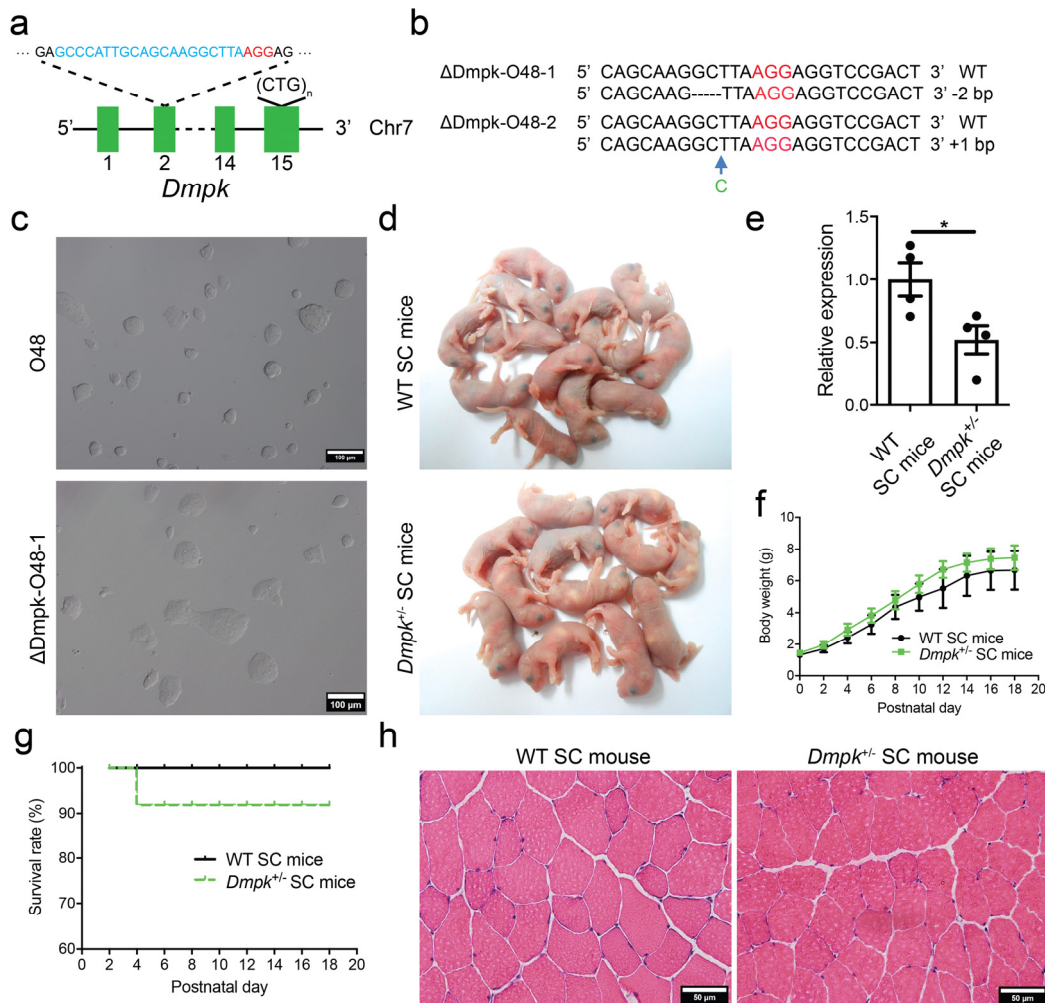 a
··· GAGCCCATTGCAGCAAGGCTTAAGGAG ···
(CTG)n
5’ 3’ Chr7
1 2 14 15
Dmpk
b
ΔDmpk-O48-1 5’ CAGCAAGGCTTAAGGAGGTCCGACT 3’ WT
5’ CAGCAAG-----TTAAGGAGGTCCGACT 3’ -2 bp
ΔDmpk-O48-2 5’ CAGCAAGGCTTAAGGAGGTCCGACT 3’ WT
5’ CAGCAAGGCTTAAGGAGGTCCGACT 3’ +1 bp
C
c
O48
100 µm
ΔDmpk-O48-1
100 µm
d
WT SC mice
Dmpk+/- SC mice
e
Relative expression
1.5
1.0
0.5
0.0
*
WT
SC mice
Dmpk+/-
SC mice
f
Body weight (g)
10
8
6
4
2
0
WT SC mice
Dmpk+/- SC mice
0 2 4 6 8 10 12 14 16 18 20
Postnatal day
g
Survival rate (%)
100
90
80
70
60
WT SC mice
Dmpk+/- SC mice
0 2 4 6 8 10 12 14 16 18 20
Postnatal day
h
WT SC mouse
Dmpk+/- SC mouse
50 µm
50 µm